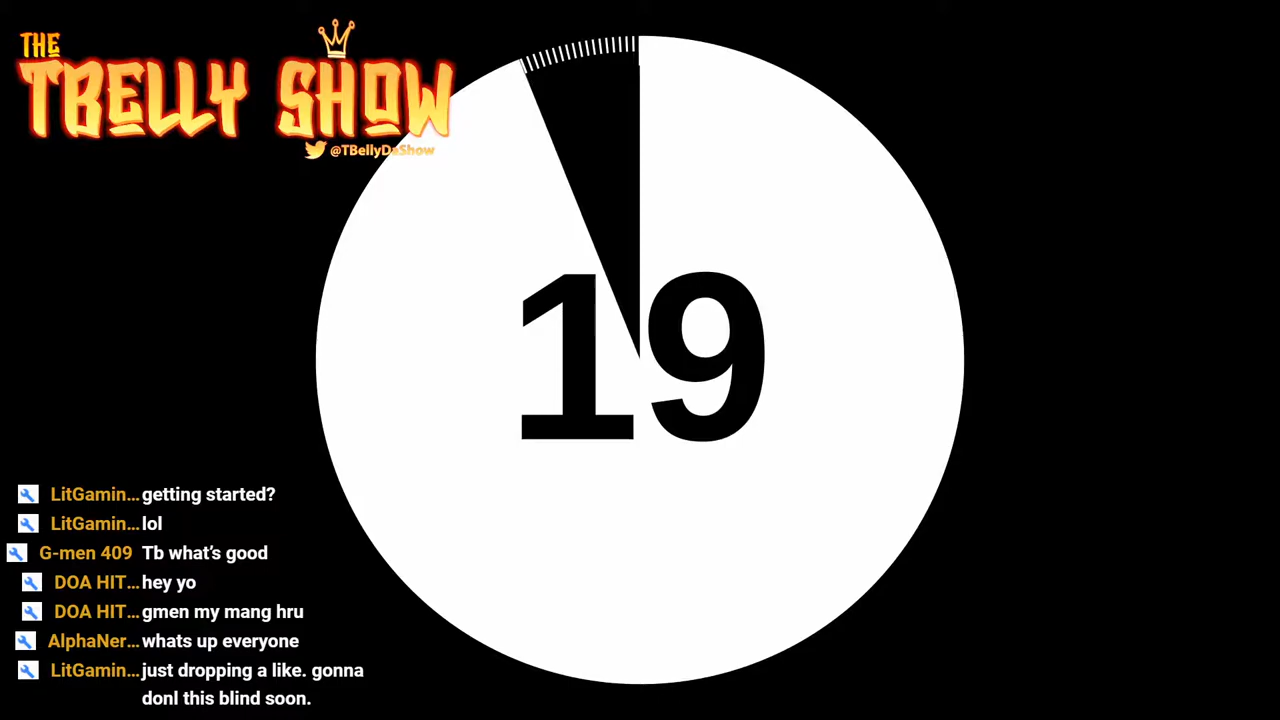 THE
TBELLY SHOW
@TBellyDaShow
19
LitGamin... getting started?
LitGamin... lol
G-men 409 Tb what's good
DOA HIT... hey yo
DOA HIT... gmen my mang hru
AlphaNer... whats up everyone
LitGamin... just dropping a like. gonna
donl this blind soon.